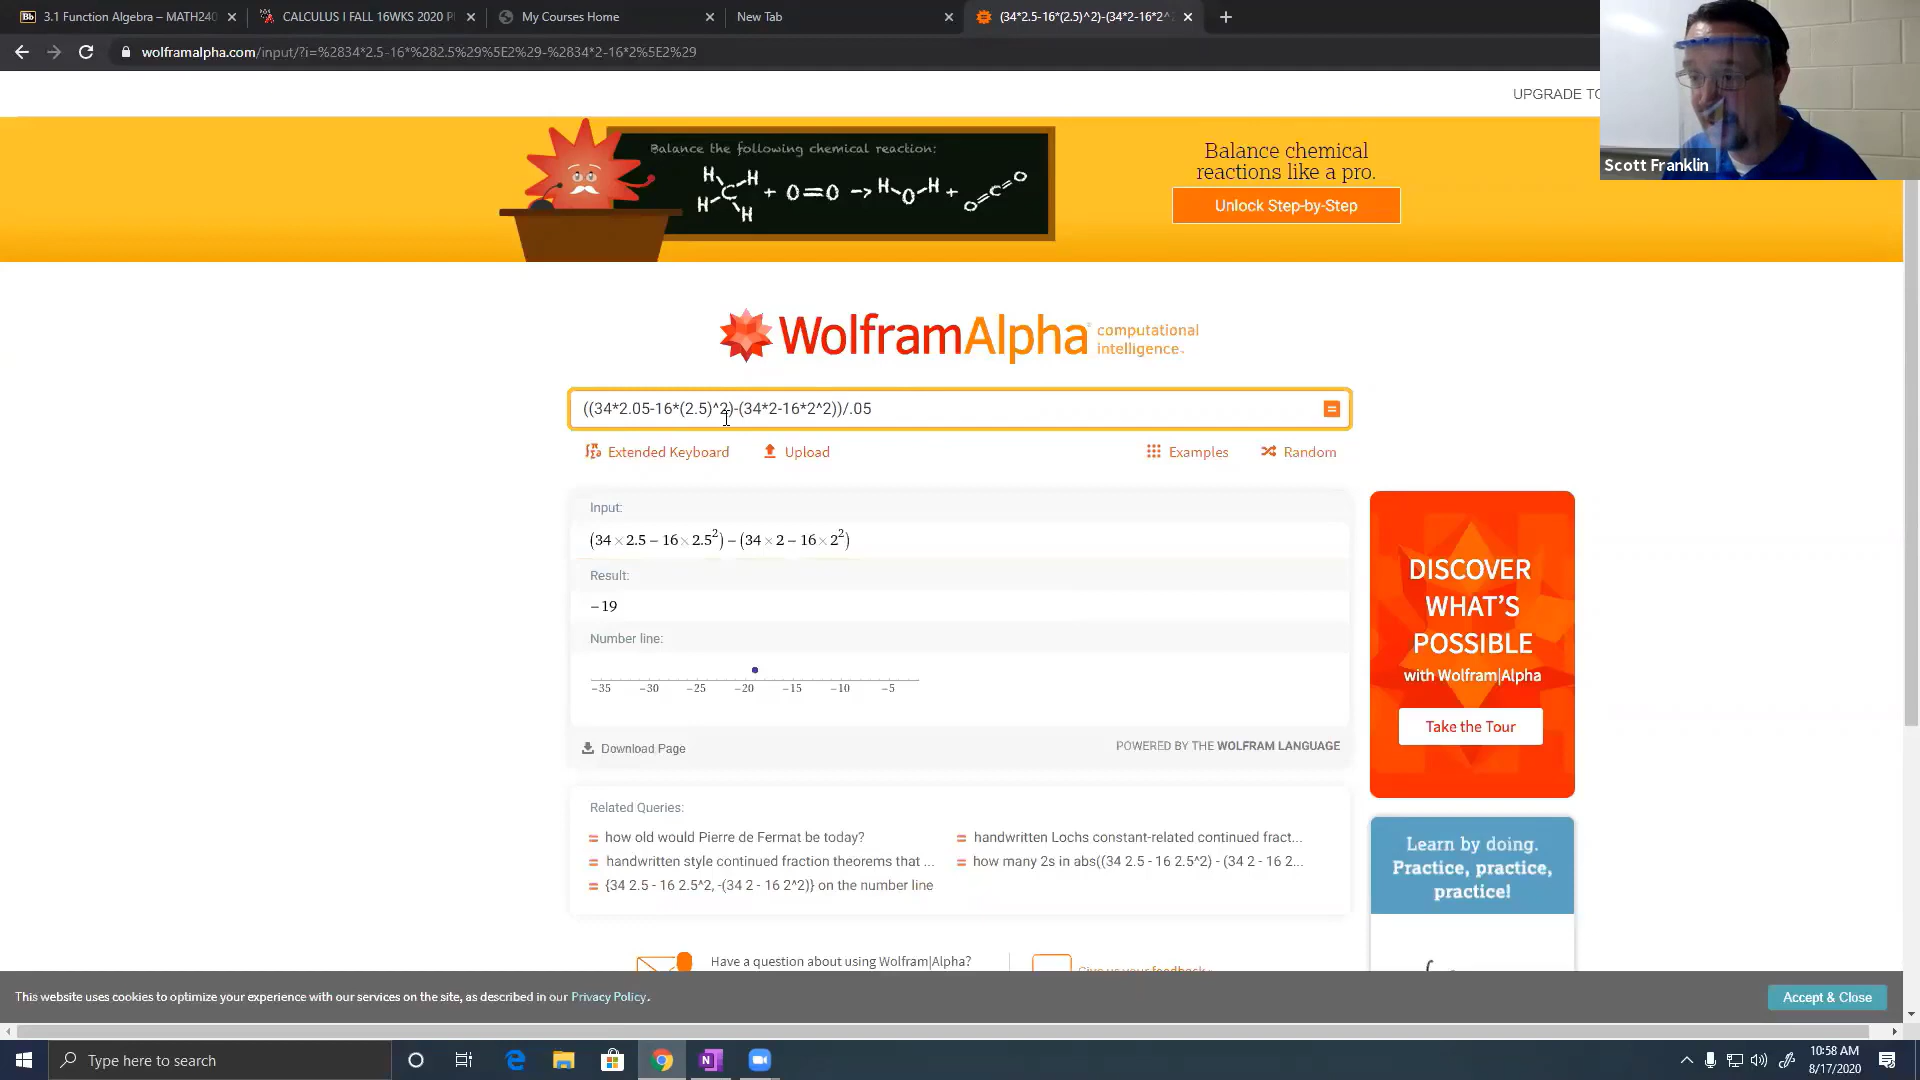 3.1 Function Algebra – MATH240
CALCULUS I FALL 16WKS 2020 P
My Courses Home
New Tab
(34*2.5-16*(2.5)^2)-(34*2-16*2^
wolframalpha.com/input/?i=%2834*2.5-16*%282.5%29%5E2%29-%2834*2-16*2%5E2%29
UPGRADE TO
Scott Franklin
Balance the following chemical reaction:
H H
C + O=O -> H O H + O C O
H H
Balance chemical
reactions like a pro.
Unlock Step-by-Step
WolframAlpha computational
intelligence™
((34*2.05-16*(2.5)^2)-(34*2-16*2^2))/.05
Extended Keyboard Upload Examples Random
Input:
(34×2.5 – 16×2.5²) – (34×2 – 16×2²)
Result:
–19
Number line:
-35 -30 -25 -20 -15 -10 -5
Download Page POWERED BY THE WOLFRAM LANGUAGE
Related Queries:
how old would Pierre de Fermat be today?
handwritten Lochs constant-related continued fract...
handwritten style continued fraction theorems that ...
how many 2s in abs((34 2.5 - 16 2.5^2) - (34 2 - 16 2...
{34 2.5 - 16 2.5^2, -(34 2 - 16 2^2)} on the number line
DISCOVER
WHAT'S
POSSIBLE
with Wolfram|Alpha
Take the Tour
Learn by doing.
Practice, practice,
practice!
Have a question about using Wolfram|Alpha?
Give us your feedback
This website uses cookies to optimize your experience with our services on the site, as described in our Privacy Policy.
Accept & Close
Type here to search
10:58 AM
8/17/2020